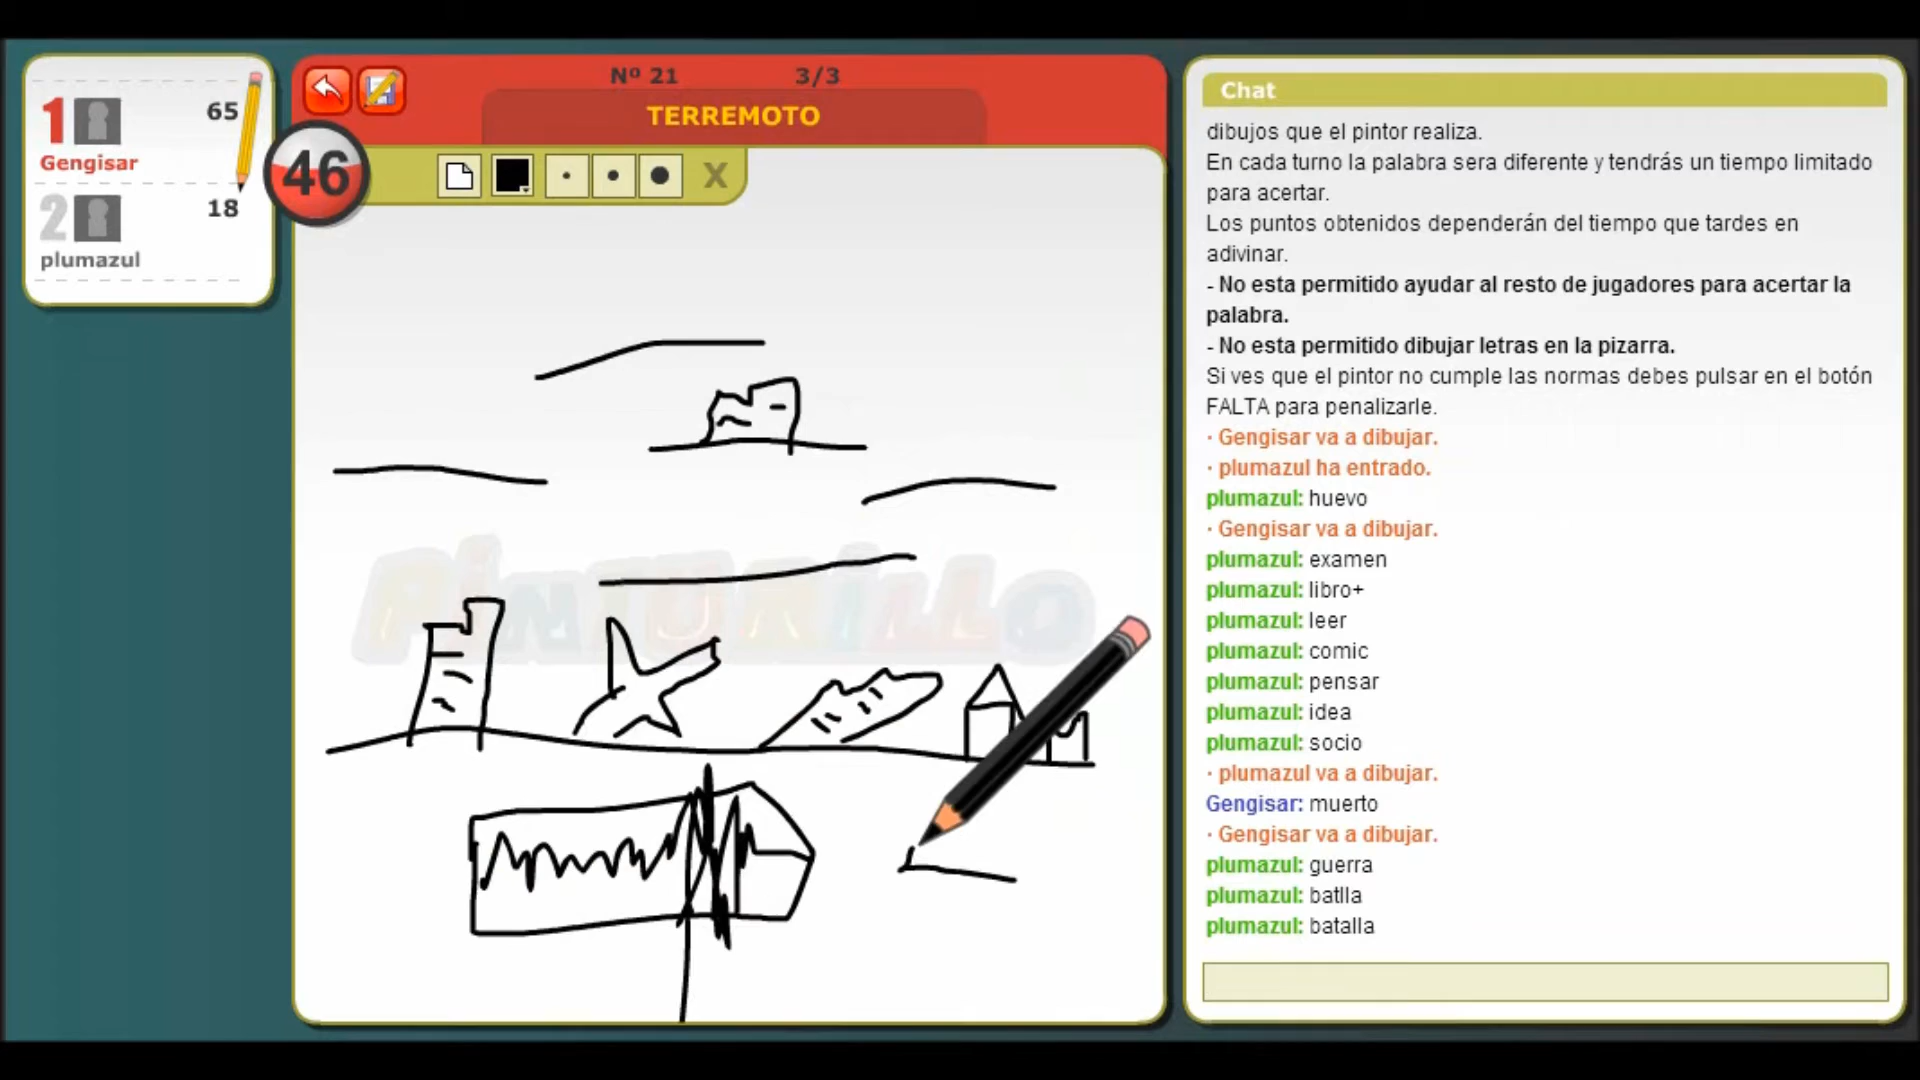 1
65
Gengisar
2
18
plumazul
46
Nº 21
3/3
TERREMOTO
X
PINTURILLO
Chat
dibujos que el pintor realiza.
En cada turno la palabra sera diferente y tendrás un tiempo limitado
para acertar.
Los puntos obtenidos dependerán del tiempo que tardes en
adivinar.
- No esta permitido ayudar al resto de jugadores para acertar la
palabra.
- No esta permitido dibujar letras en la pizarra.
Si ves que el pintor no cumple las normas debes pulsar en el botón
FALTA para penalizarle.
· Gengisar va a dibujar.
· plumazul ha entrado.
plumazul: huevo
· Gengisar va a dibujar.
plumazul: examen
plumazul: libro+
plumazul: leer
plumazul: comic
plumazul: pensar
plumazul: idea
plumazul: socio
· plumazul va a dibujar.
Gengisar: muerto
· Gengisar va a dibujar.
plumazul: guerra
plumazul: batlla
plumazul: batalla